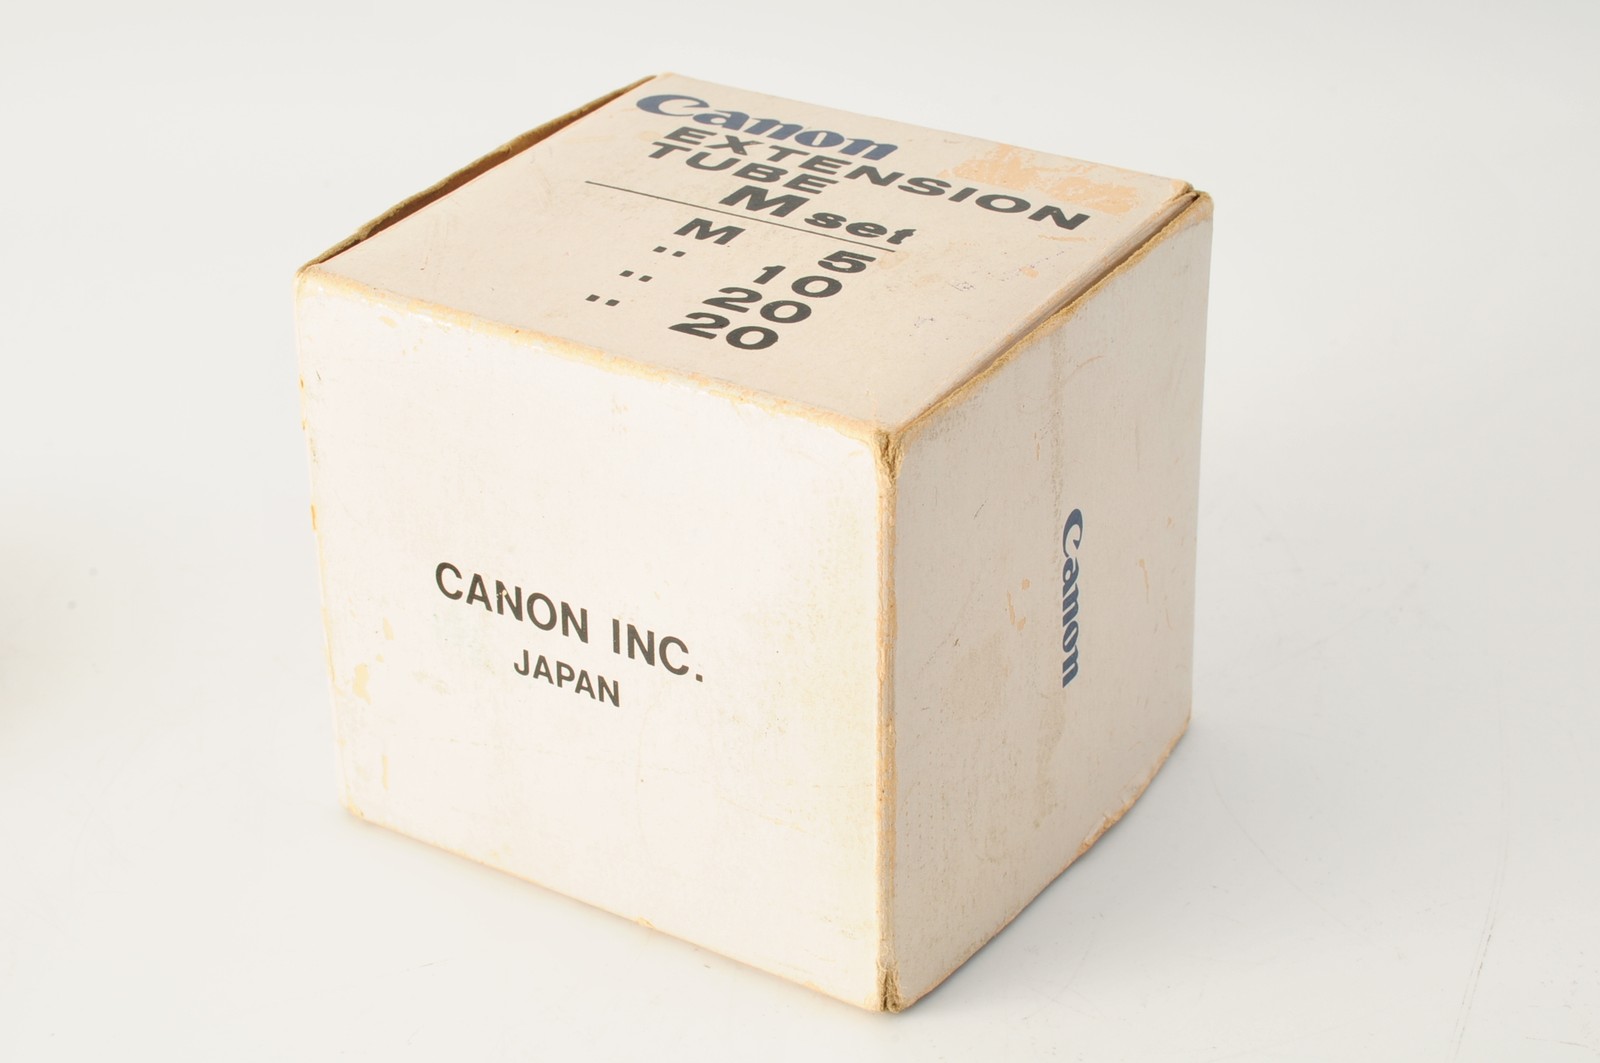 Canon
EXTENSION
TUBE
M set
M 5
" 10
" 20
" 20
CANON INC.
JAPAN
Canon